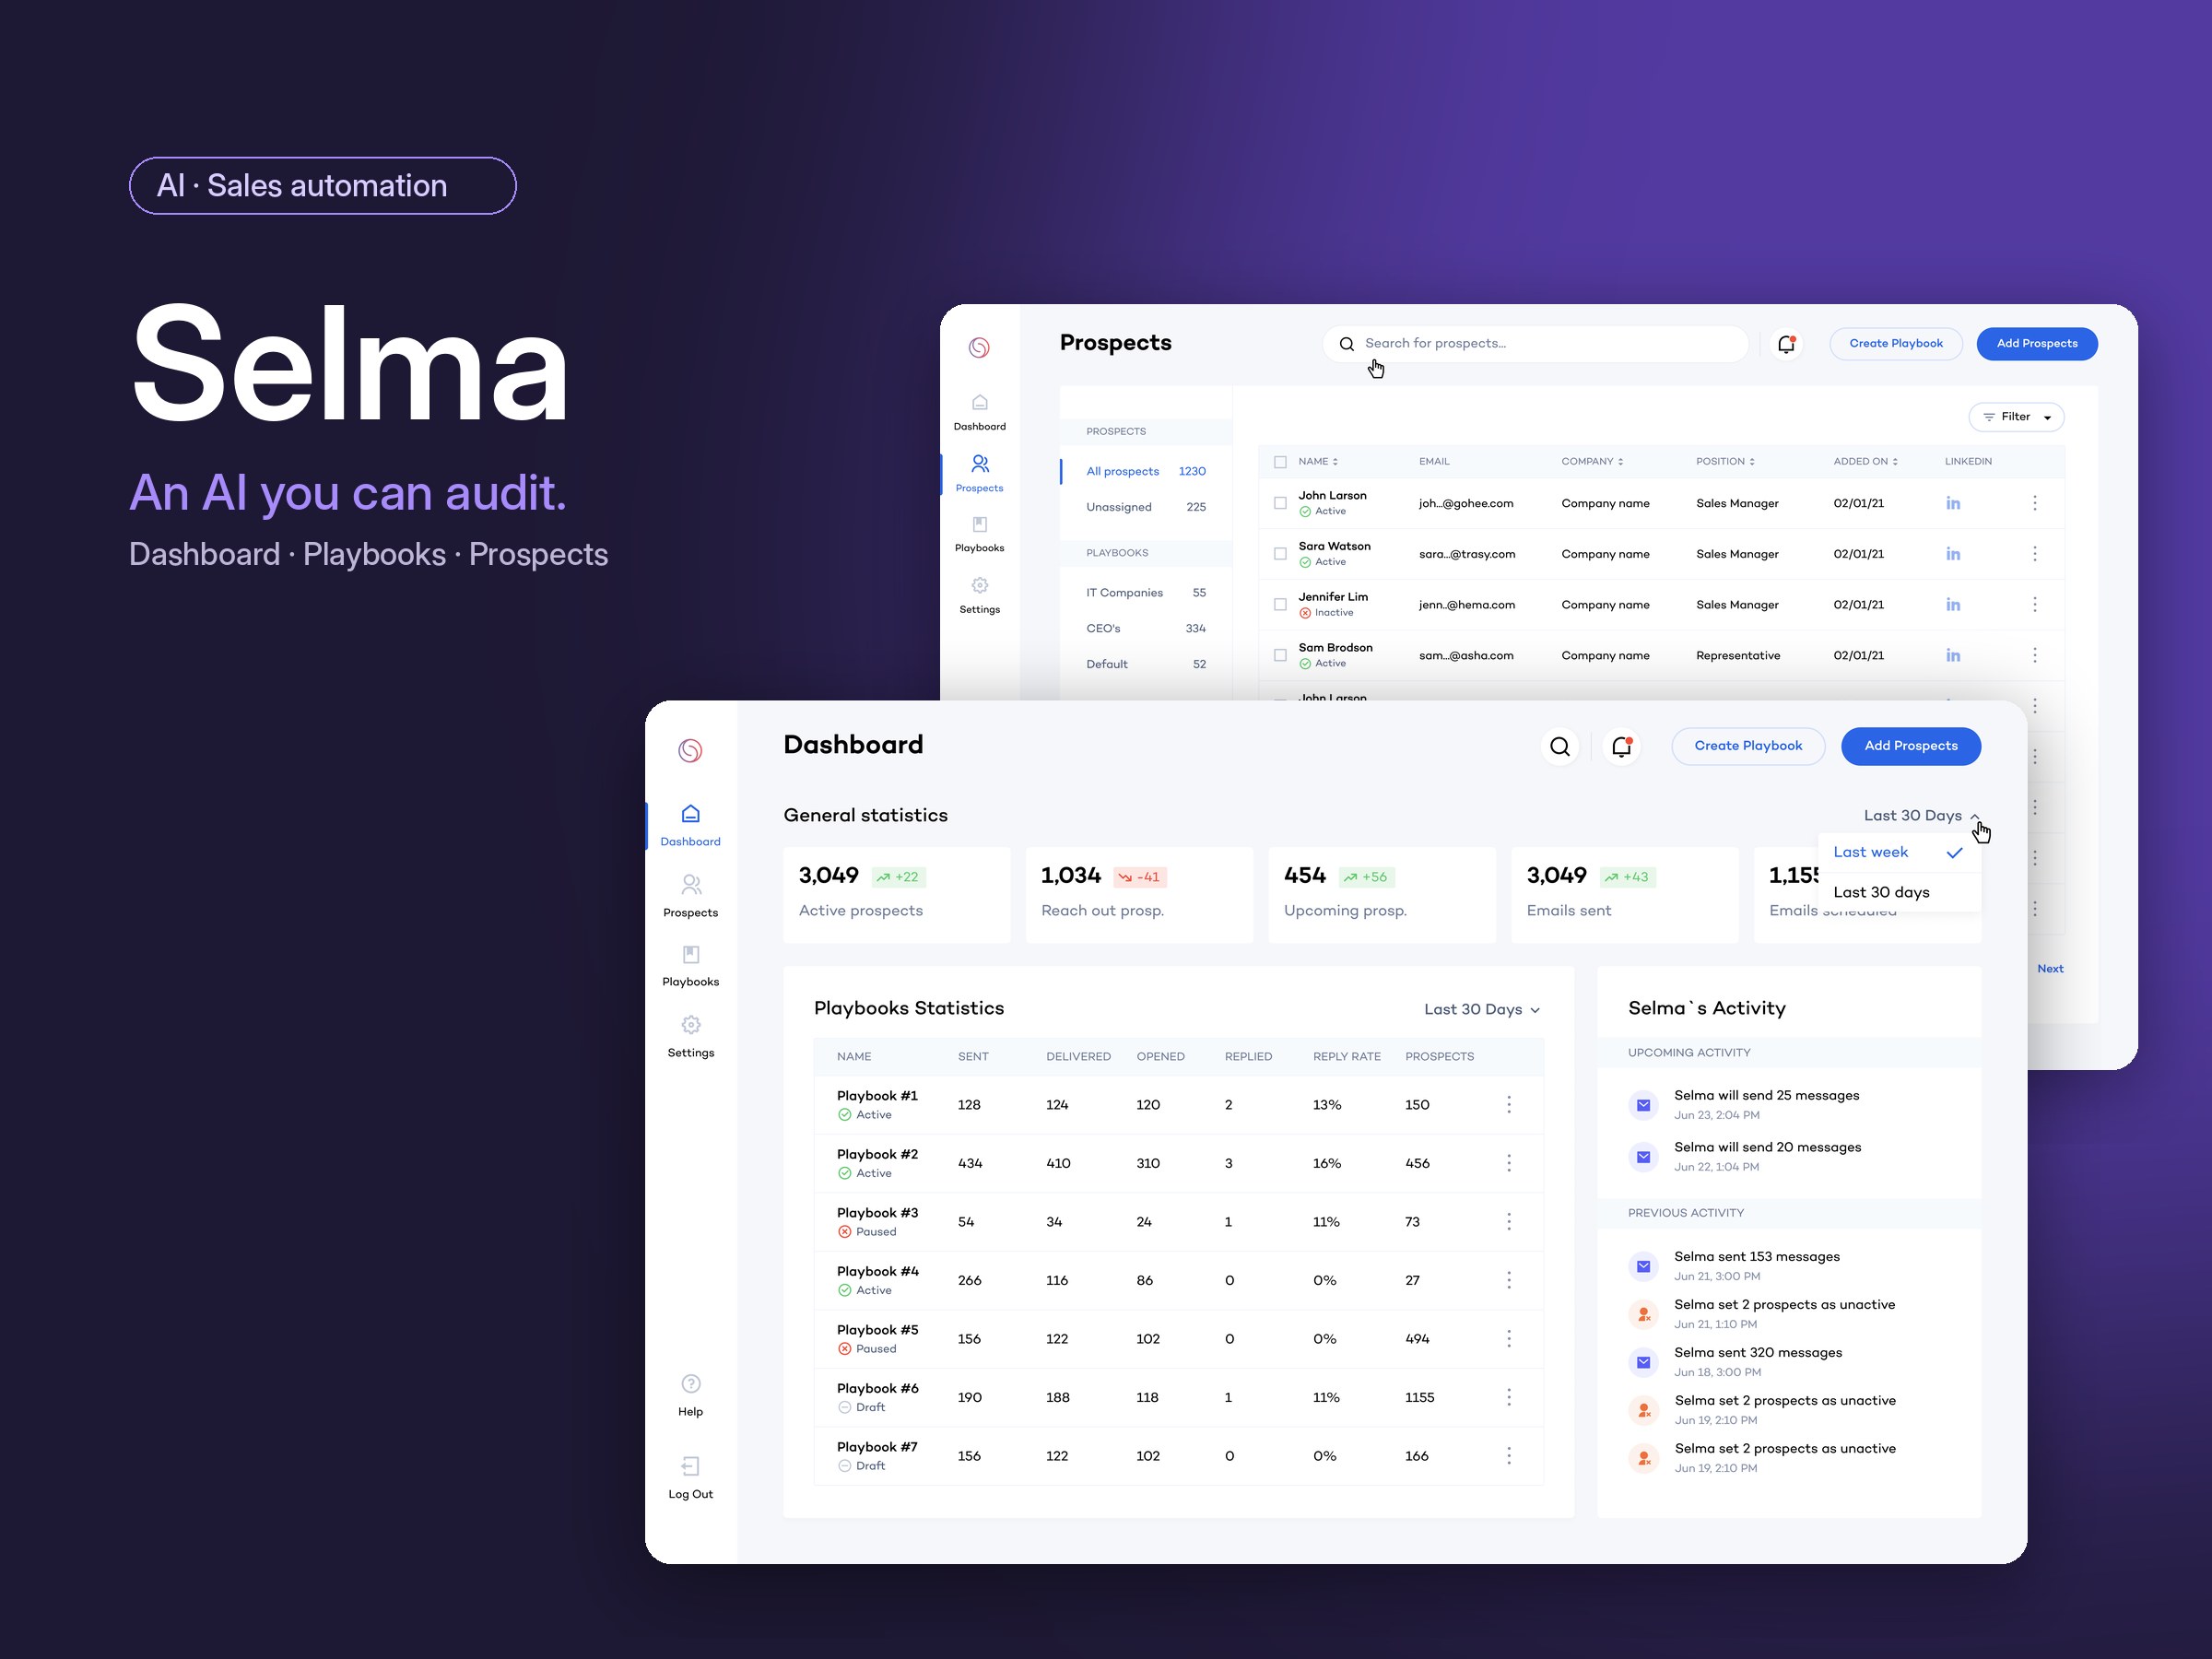 AI · Sales automation
Selma
An AI you can audit.
Dashboard · Playbooks · Prospects
Prospects
Search for prospects...
Create Playbook
Add Prospects
Dashboard
Prospects
Playbooks
Settings
PROSPECTS
All prospects 1230
Unassigned 225
PLAYBOOKS
IT Companies 55
CEO's 334
Default 52
Filter
NAME EMAIL COMPANY POSITION ADDED ON LINKEDIN
John Larson
Active
joh...@gohee.com Company name Sales Manager 02/01/21 in
Sara Watson
Active
sara...@trasy.com Company name Sales Manager 02/01/21 in
Jennifer Lim
Inactive
jenn..@hema.com Company name Sales Manager 02/01/21 in
Sam Brodson
Active
sam...@asha.com Company name Representative 02/01/21 in
John Larson
Next
Dashboard
Create Playbook
Add Prospects
Dashboard
Prospects
Playbooks
Settings
Help
Log Out
General statistics
Last 30 Days
Last week
Last 30 days
3,049 +22
Active prospects
1,034 -41
Reach out prosp.
454 +56
Upcoming prosp.
3,049 +43
Emails sent
1,155
Emails scheduled
Playbooks Statistics
Last 30 Days
NAME SENT DELIVERED OPENED REPLIED REPLY RATE PROSPECTS
Playbook #1
Active
128 124 120 2 13% 150
Playbook #2
Active
434 410 310 3 16% 456
Playbook #3
Paused
54 34 24 1 11% 73
Playbook #4
Active
266 116 86 0 0% 27
Playbook #5
Paused
156 122 102 0 0% 494
Playbook #6
Draft
190 188 118 1 11% 1155
Playbook #7
Draft
156 122 102 0 0% 166
Selma`s Activity
UPCOMING ACTIVITY
Selma will send 25 messages
Jun 23, 2:04 PM
Selma will send 20 messages
Jun 22, 1:04 PM
PREVIOUS ACTIVITY
Selma sent 153 messages
Jun 21, 3:00 PM
Selma set 2 prospects as unactive
Jun 21, 1:10 PM
Selma sent 320 messages
Jun 18, 3:00 PM
Selma set 2 prospects as unactive
Jun 19, 2:10 PM
Selma set 2 prospects as unactive
Jun 19, 2:10 PM